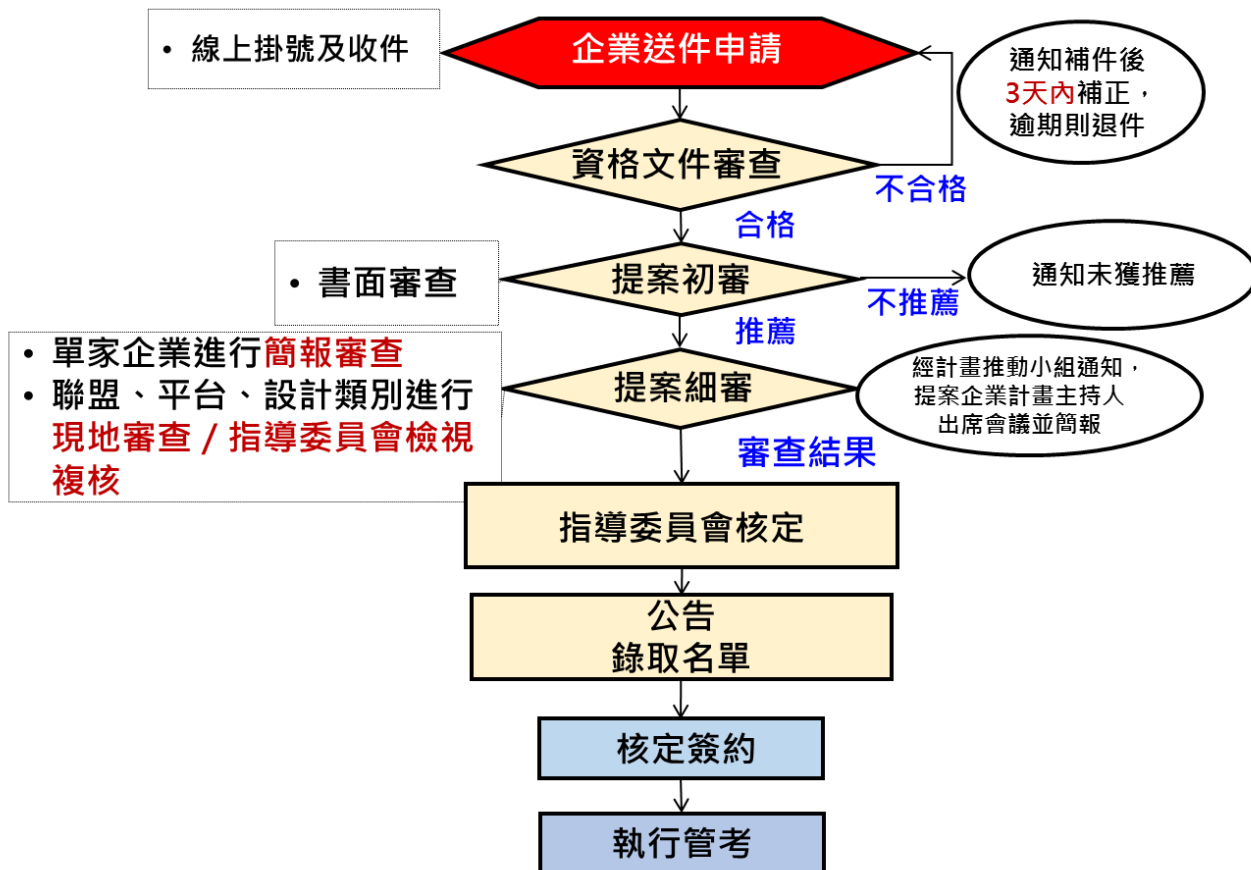 • 線上掛號及收件
企業送件申請
通知補件後
3天內補正，
逾期則退件
資格文件審查
不合格
合格
• 書面審查
提案初審
不推薦
通知未獲推薦
推薦
• 單家企業進行簡報審查
• 聯盟、平台、設計類別進行
現地審查 / 指導委員會檢視
複核
提案細審
經計畫推動小組通知，
提案企業計畫主持人
出席會議並簡報
審查結果
指導委員會核定
公告
錄取名單
核定簽約
執行管考